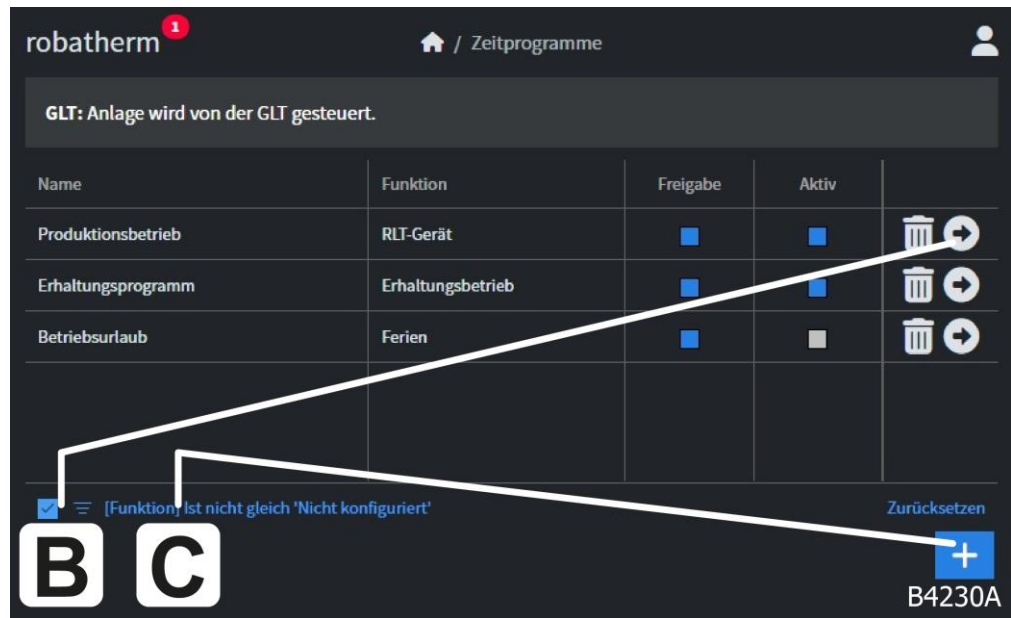 robatherm 1 / Zeitprogramme
GLT: Anlage wird von der GLT gesteuert.
Name Funktion Freigabe Aktiv
Produktionsbetrieb RLT-Gerät
Erhaltungsprogramm Erhaltungsbetrieb
Betriebsurlaub Ferien
[Funktion] Ist nicht gleich 'Nicht konfiguriert' Zurücksetzen
B C +
B4230A